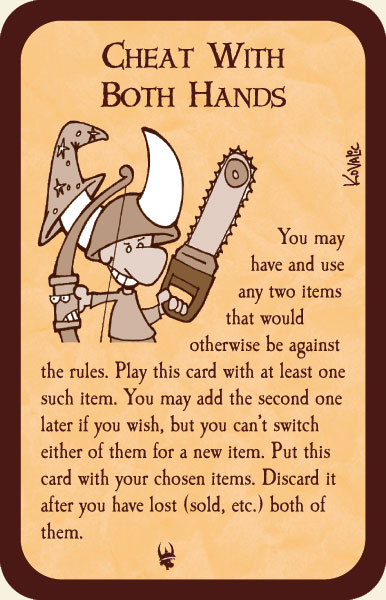 Cheat With
Both Hands
Kovalic
You may
have and use
any two items
that would
otherwise be against
the rules. Play this card with at least one
such item. You may add the second one
later if you wish, but you can't switch
either of them for a new item. Put this
card with your chosen items. Discard it
after you have lost (sold, etc.) both of
them.